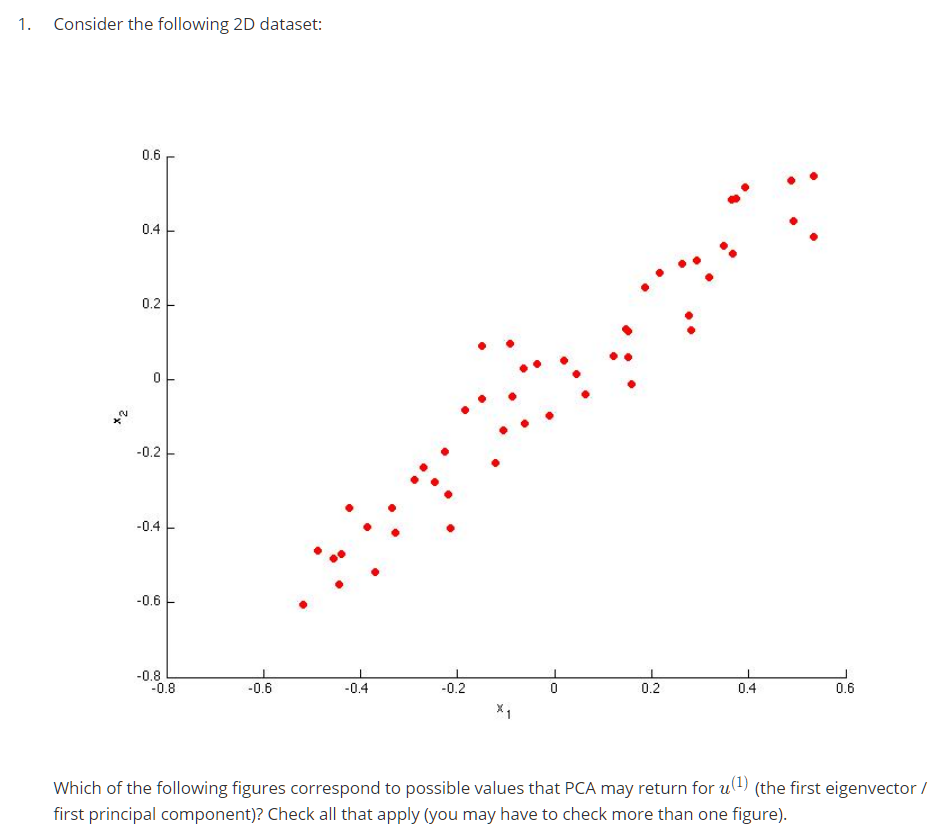 1. Consider the following 2D dataset:
0.6
0.4
0.2
0
-0.2
-0.4
-0.6
-0.8
x2
-0.8 -0.6 -0.4 -0.2 0 0.2 0.4 0.6
x1
Which of the following figures correspond to possible values that PCA may return for u(1) (the first eigenvector /
first principal component)? Check all that apply (you may have to check more than one figure).